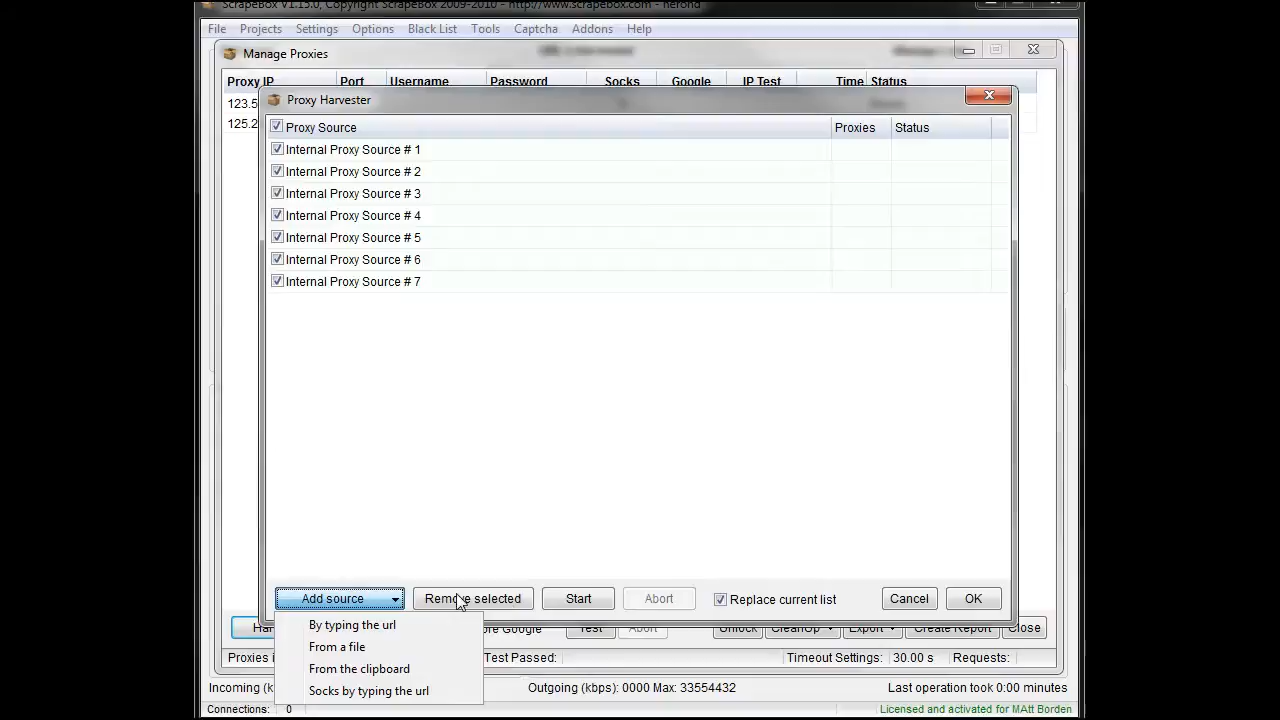 ScrapeBox V1.15.0, Copyright ScrapeBox 2009-2010 - http://www.scrapebox.com - nerond
File Projects Settings Options Black List Tools Captcha Addons Help
Manage Proxies
Proxy IP Port Username Password Socks Google IP Test Time Status
123.5
125.2
Proxy Harvester
Proxy Source Proxies Status
Internal Proxy Source # 1
Internal Proxy Source # 2
Internal Proxy Source # 3
Internal Proxy Source # 4
Internal Proxy Source # 5
Internal Proxy Source # 6
Internal Proxy Source # 7
Add source Remove selected Start Abort Replace current list Cancel OK
By typing the url
From a file
From the clipboard
Socks by typing the url
Har ore Google Test Abort Unlock CleanUp Export Create Report Close
Proxies i Test Passed: Timeout Settings: 30.00 s Requests:
Incoming (k Outgoing (kbps): 0000 Max: 33554432 Last operation took 0:00 minutes
Connections: 0 Licensed and activated for MAtt Borden